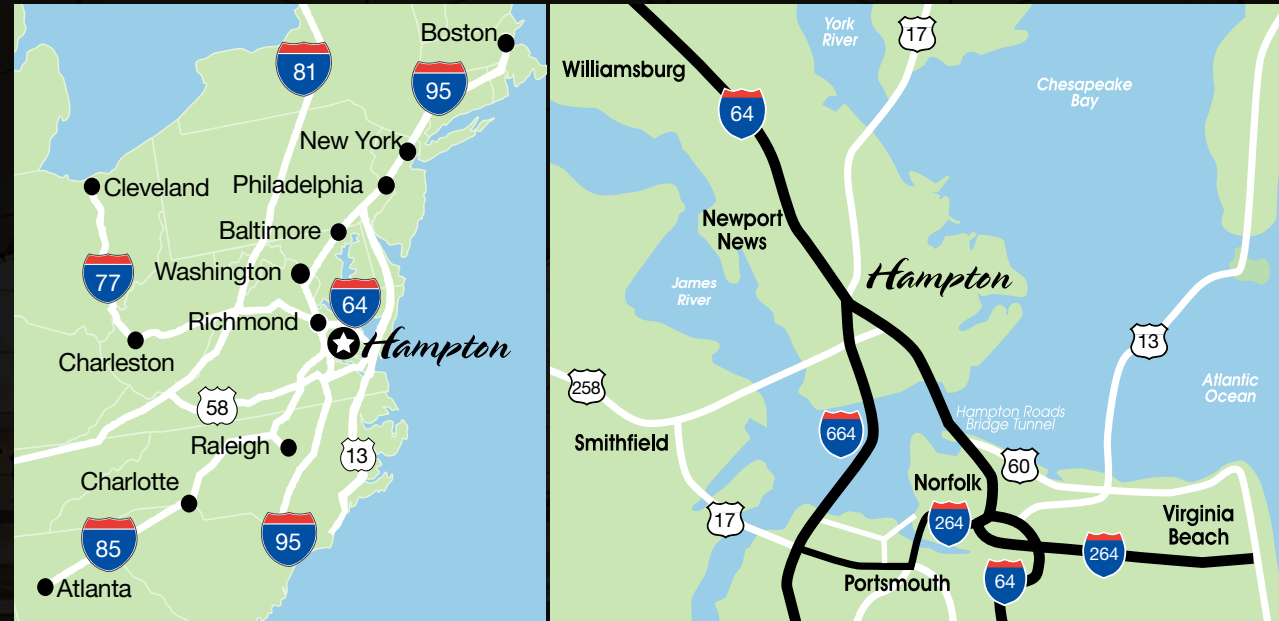 Boston
81
95
New York
Cleveland
Philadelphia
Baltimore
Washington
77
64
Richmond
Hampton
Charleston
58
Raleigh
13
Charlotte
85
95
Atlanta
York
River
17
Williamsburg
Chesapeake
Bay
64
Newport
News
Hampton
James
River
13
258
Atlantic
Ocean
Hampton Roads
Bridge Tunnel
664
Smithfield
60
Norfolk
17
264
Virginia
Beach
264
Portsmouth
64